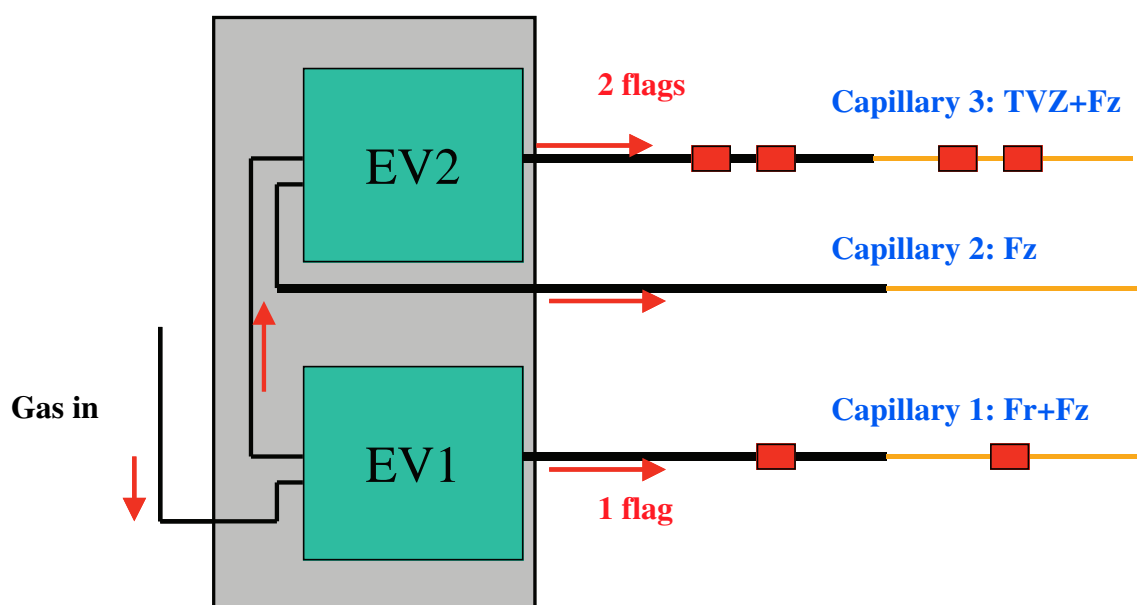 2 flags
Capillary 3: TVZ+Fz
EV2
Capillary 2: Fz
Gas in
Capillary 1: Fr+Fz
EV1
1 flag